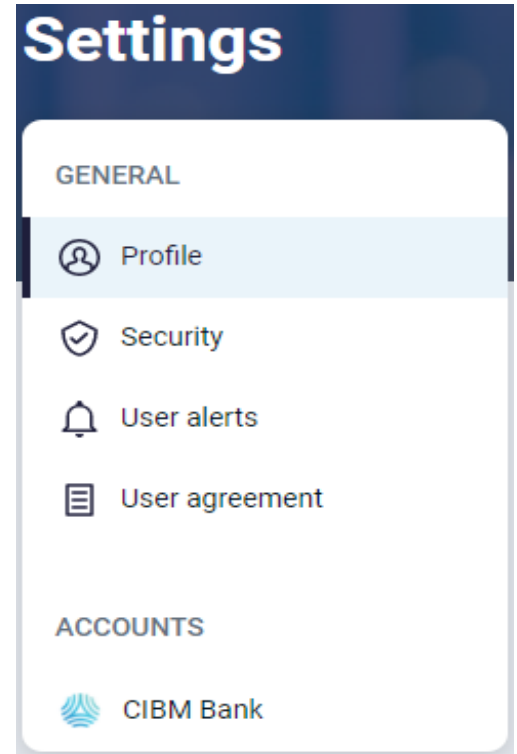 Settings
GENERAL
Profile
Security
User alerts
User agreement
ACCOUNTS
CIBM Bank